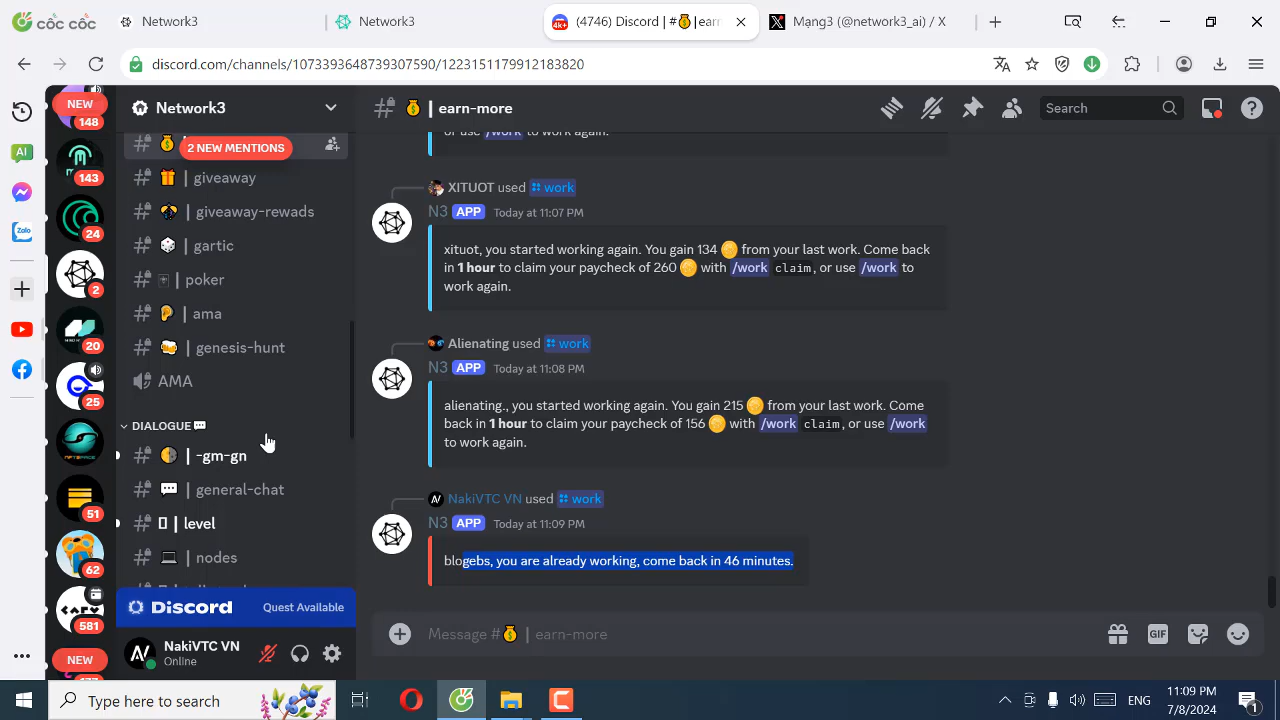 cốc cốc
Network3
Network3
(4746) Discord | #💰|earn
Mạng3 (@network3_ai) / X
discord.com/channels/1073393648739307590/1223151179912183820
NEW
148
143
24
2
20
25
51
62
581
NEW
AI
Zalo
Network3
2 NEW MENTIONS
| giveaway
| giveaway-rewads
| gartic
| poker
| ama
| genesis-hunt
AMA
DIALOGUE
| -gm-gn
| general-chat
| level
| nodes
Discord
Quest Available
NakiVTC VN
Online
| earn-more
Search
or use /work to work again.
XITUOT used work
N3 APP Today at 11:07 PM
xituot, you started working again. You gain 134 from your last work. Come back
in 1 hour to claim your paycheck of 260 with /work claim, or use /work to
work again.
Alienating used work
N3 APP Today at 11:08 PM
alienating., you started working again. You gain 215 from your last work. Come
back in 1 hour to claim your paycheck of 156 with /work claim, or use /work
to work again.
NakiVTC VN used work
N3 APP Today at 11:09 PM
blogebs, you are already working, come back in 46 minutes.
Message # | earn-more
GIF
Type here to search
ENG
11:09 PM
7/8/2024
1